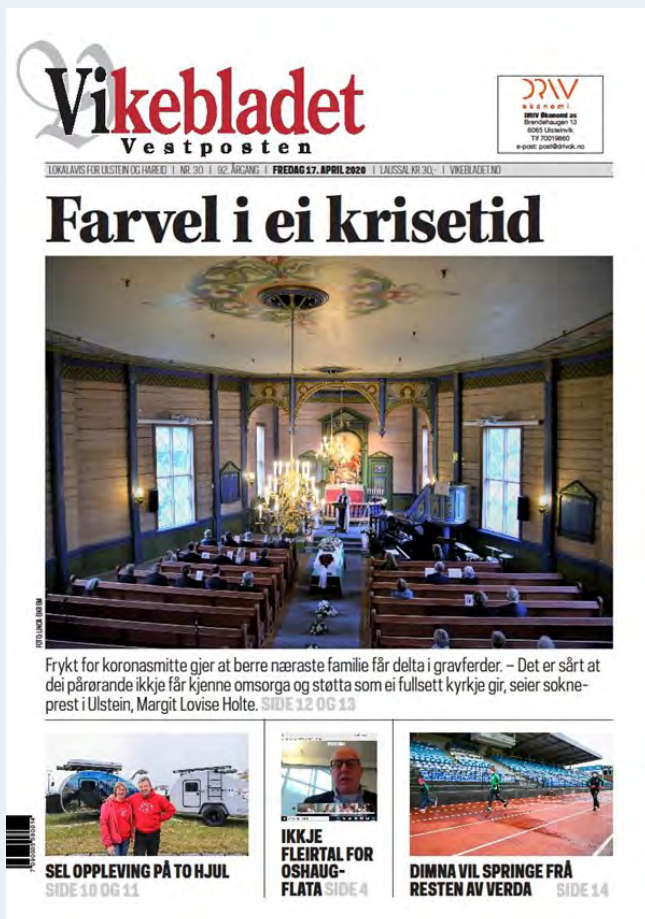 Vikebladet
Vestposten
DRIV
økonomi
DRIV Økonomi as
Brendehaugen 13
6065 Ulsteinvik
Tlf 70019860
e-post: post@drivok.no
LOKALAVIS FOR ULSTEIN OG HAREID | NR. 30 | 92. ÅRGANG | FREDAG 17. APRIL 2020 | LAUSSAL KR 30,- | VIKEBLADET.NO
Farvel i ei krisetid
Frykt for koronasmitte gjer at berre næraste familie får delta i gravferder. – Det er sårt at
dei pårørande ikkje får kjenne omsorga og støtta som ei fullsett kyrkje gir, seier sokne-
prest i Ulstein, Margit Lovise Holte. SIDE 12 OG 13
SEL OPPLEVING PÅ TO HJUL
SIDE 10 OG 11
IKKJE
FLEIRTAL FOR
OSHAUG-
FLATA SIDE 4
DIMNA VIL SPRINGE FRÅ
RESTEN AV VERDA SIDE 14